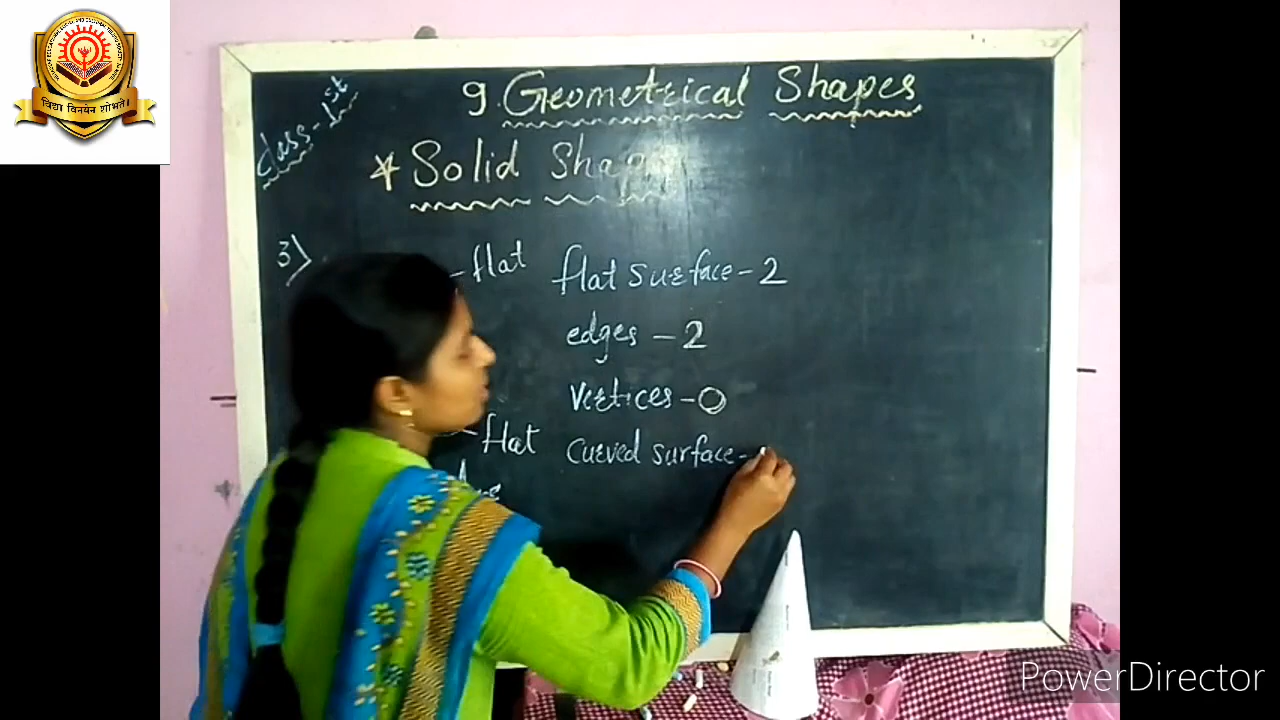 विद्या विनयेन शोभते।
Class-1st
9. Geometrical Shapes
* Solid Shap
3)
-flat flat surface-2
edges -2
vertices-0
-flat curved surface-
PowerDirector